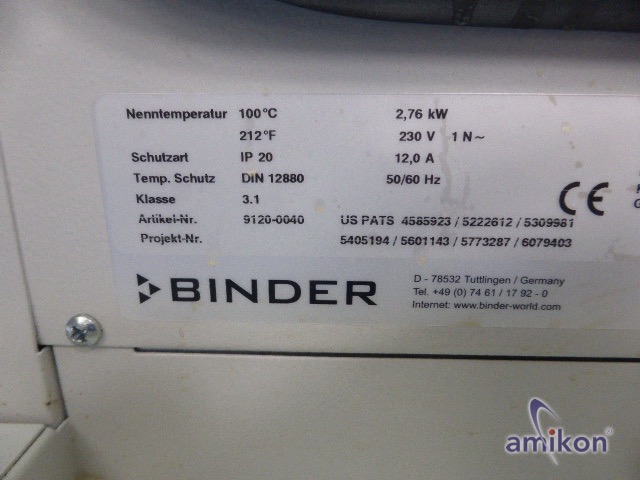 Nenntemperatur 100°C 2,76 kW
212°F 230 V 1 N~
Schutzart IP 20 12,0 A
Temp. Schutz DIN 12880 50/60 Hz
Klasse 3.1
Artikel-Nr. 9120-0040 US PATS 4585923 / 5222612 / 5309981
Projekt-Nr. 5405194 / 5601143 / 5773287 / 6079403
CE
BINDER
D - 78532 Tuttlingen / Germany
Tel. +49 (0) 74 61 / 17 92 - 0
Internet: www.binder-world.com
amikon®